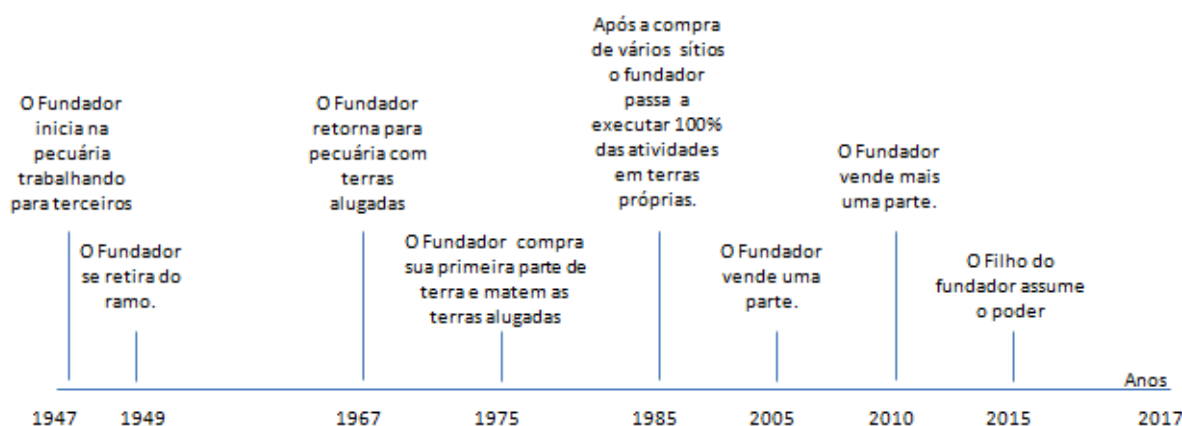 O Fundador
inicia na
pecuária
trabalhando
para terceiros
O Fundador
se retira do
ramo.
O Fundador
retorna para
pecuária com
terras
alugadas
O Fundador compra
sua primeira parte de
terra e matem as
terras alugadas
Após a compra
de vários sítios
o fundador
passa a
executar 100%
das atividades
em terras
próprias.
O Fundador
vende uma
parte.
O Fundador
vende mais
uma parte.
O Filho do
fundador assume
o poder
Anos
1947 1949 1967 1975 1985 2005 2010 2015 2017